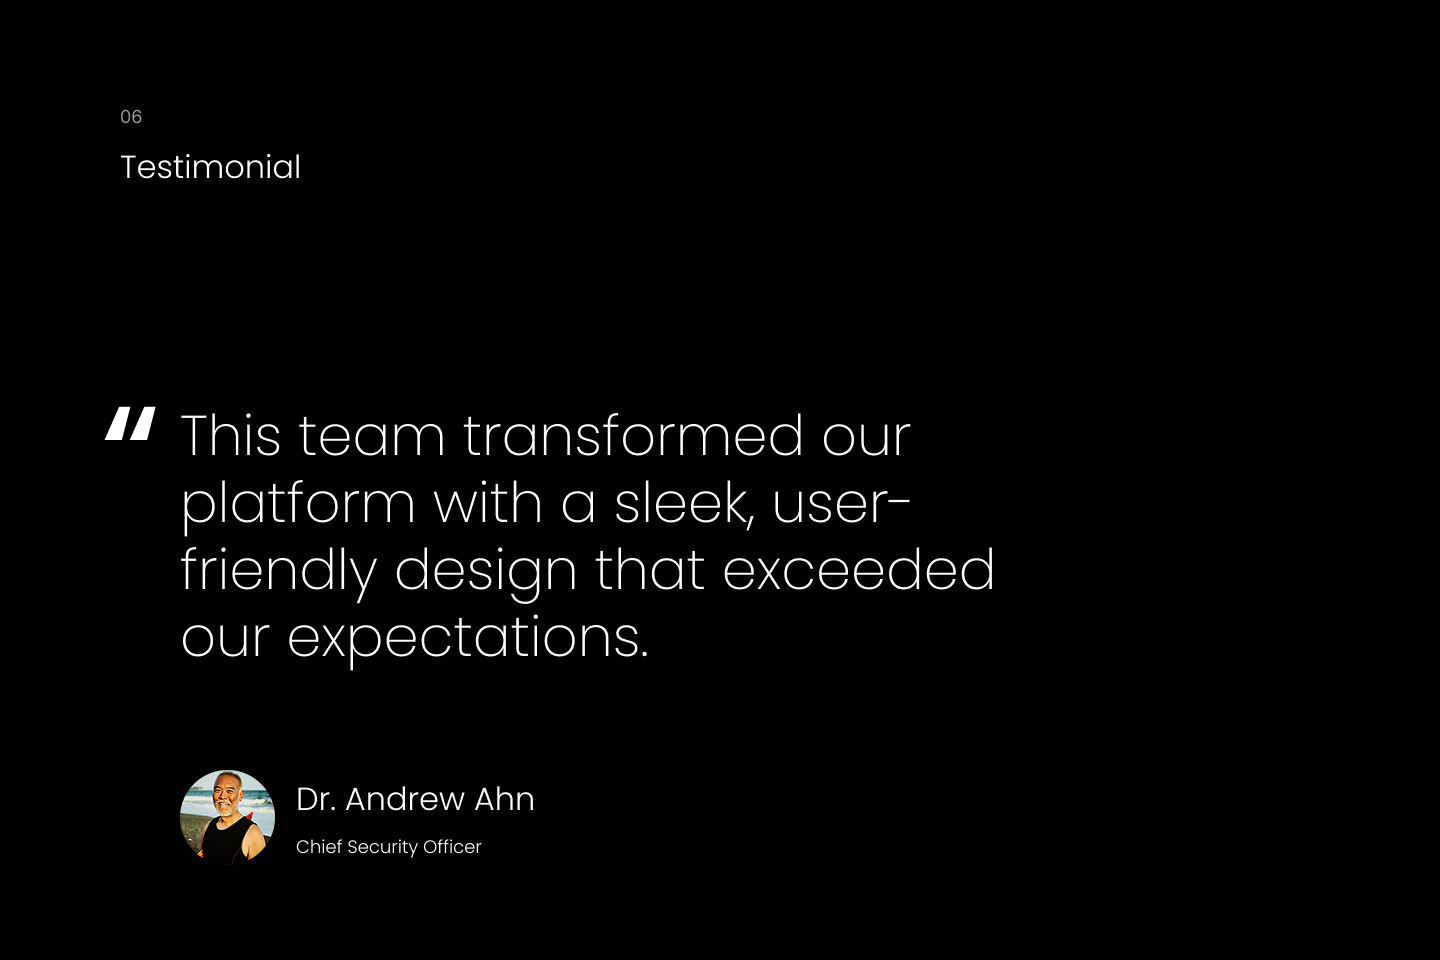 06
Testimonial
“ This team transformed our
platform with a sleek, user-
friendly design that exceeded
our expectations.
Dr. Andrew Ahn
Chief Security Officer